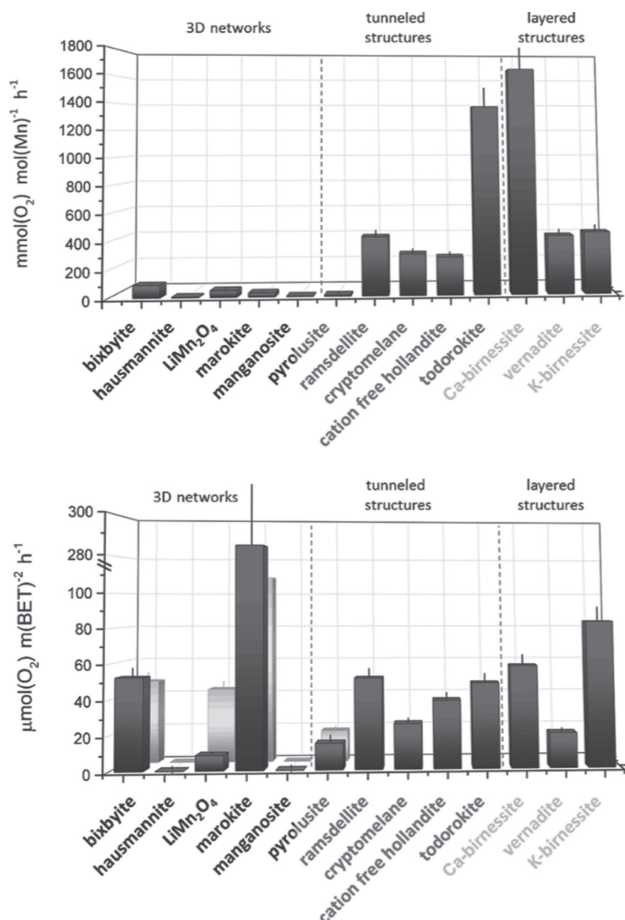 3D networks
tunneled
structures
layered
structures
mmol(O₂) mol(Mn)⁻¹ h⁻¹
1800
1600
1400
1200
1000
800
600
400
200
0
bixbyite
hausmannite
LiMn₂O₄
marokite
manganosite
pyrolusite
ramsdellite
cryptomelane
cation free hollandite
todorokite
Ca-birnessite
vernadite
K-birnessite
3D networks
tunneled
structures
layered
structures
µmol(O₂) m(BET)⁻² h⁻¹
300
280
100
80
60
40
20
0
bixbyite
hausmannite
LiMn₂O₄
marokite
manganosite
pyrolusite
ramsdellite
cryptomelane
cation free hollandite
todorokite
Ca-birnessite
vernadite
K-birnessite